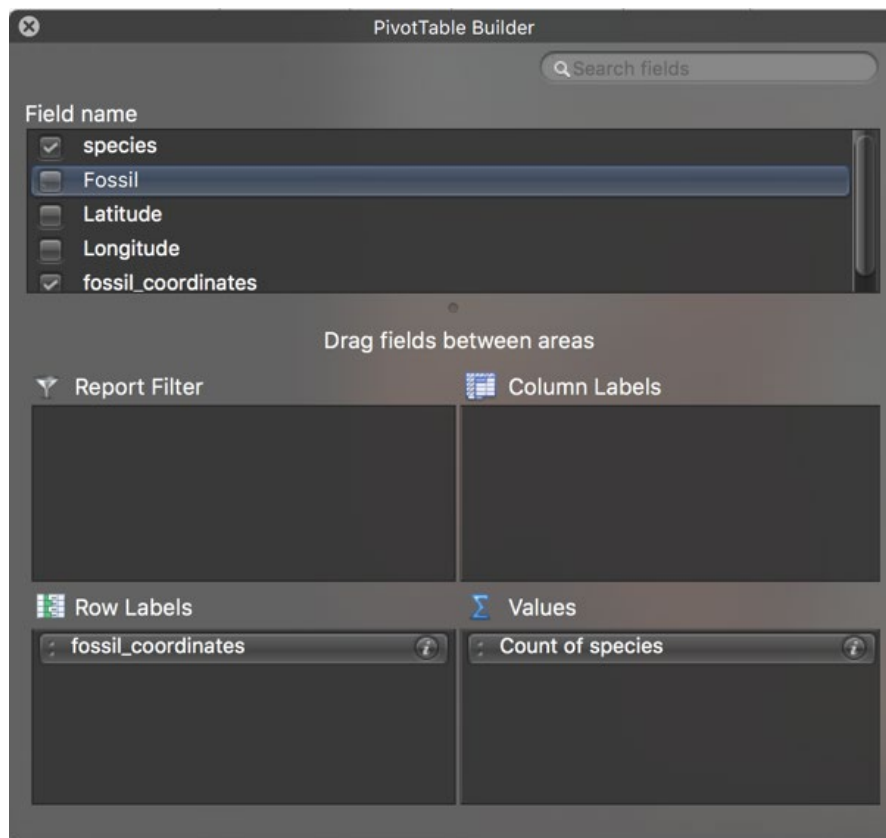 PivotTable Builder
Search fields
Field name
species
Fossil
Latitude
Longitude
fossil_coordinates
Drag fields between areas
Report Filter
Column Labels
Row Labels
Values
fossil_coordinates
Count of species